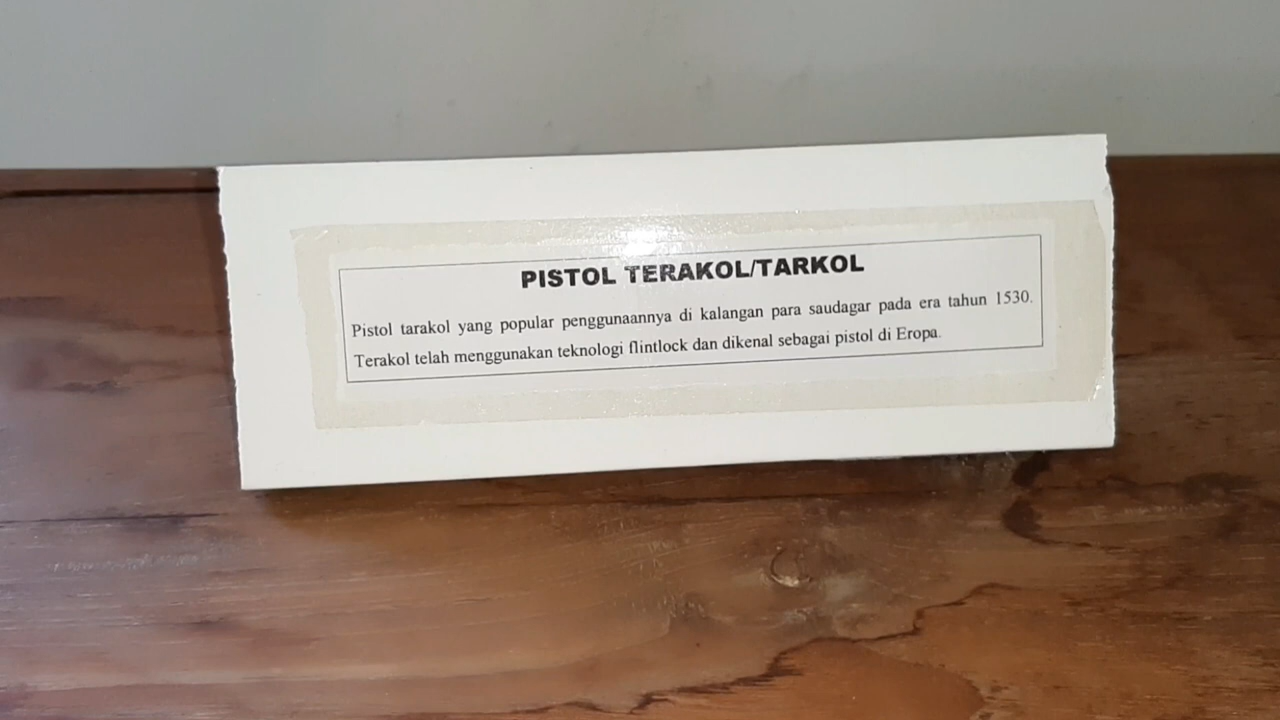 PISTOL TERAKOL/TARKOL
Pistol tarakol yang popular penggunaannya di kalangan para saudagar pada era tahun 1530.
Terakol telah menggunakan teknologi flintlock dan dikenal sebagai pistol di Eropa.